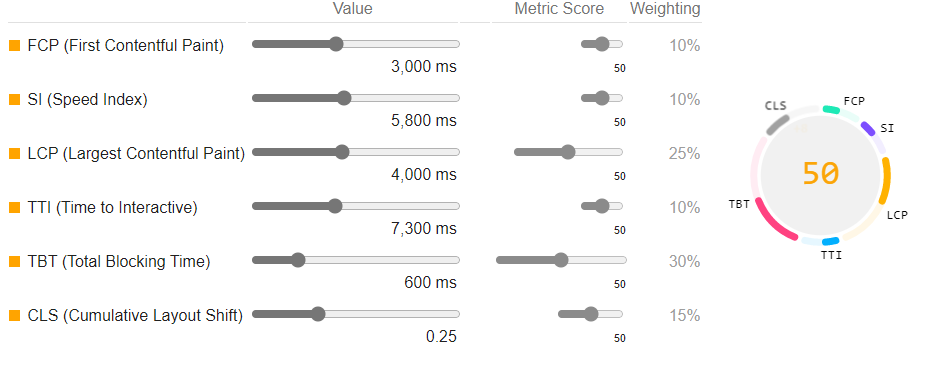 Value Metric Score Weighting
FCP (First Contentful Paint) 10%
3,000 ms 50
SI (Speed Index) 10%
5,800 ms 50
LCP (Largest Contentful Paint) 25%
4,000 ms 50
TTI (Time to Interactive) 10%
7,300 ms 50
TBT (Total Blocking Time) 30%
600 ms 50
CLS (Cumulative Layout Shift) 15%
0.25 50
CLS FCP
SI
50
TBT
LCP
TTI